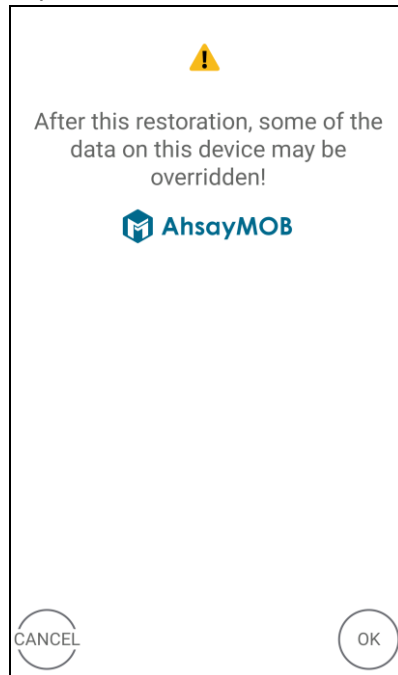 After this restoration, some of the
data on this device may be
overridden!
AhsayMOB
CANCEL
OK